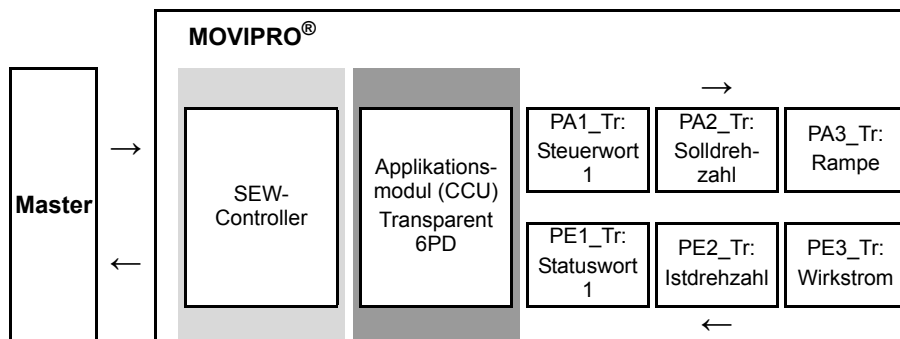 MOVIPRO®
→
Master
→
←
SEW-
Controller
Applikations-
modul (CCU)
Transparent
6PD
PA1_Tr:
Steuerwort
1
PA2_Tr:
Solldreh-
zahl
PA3_Tr:
Rampe
PE1_Tr:
Statuswort
1
PE2_Tr:
Istdrehzahl
PE3_Tr:
Wirkstrom
←